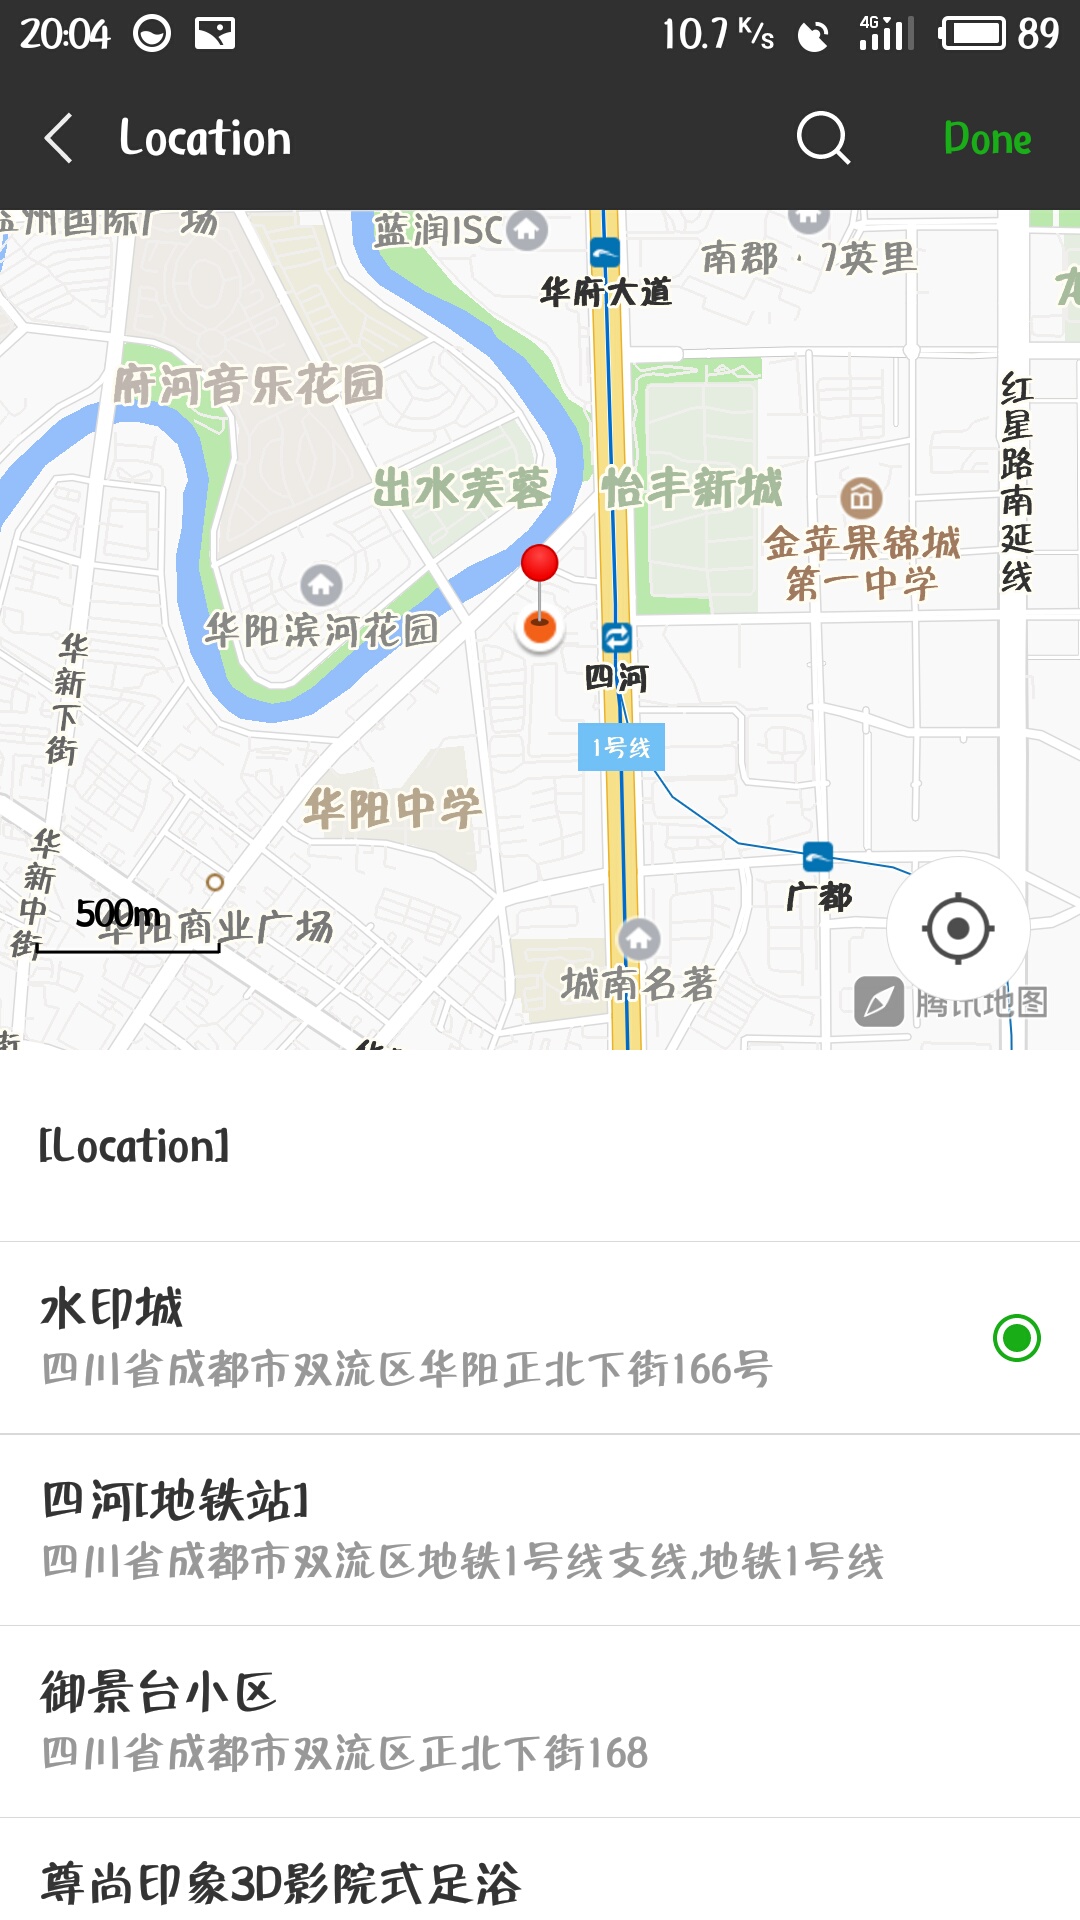 20:04
10.7 K/s
4G
89
Location
Done
州国际广场
蓝润ISC
华府大道
南郡·7英里
府河音乐花园
红星路南延线
出水芙蓉
怡丰新城
金苹果锦城
第一中学
华阳滨河花园
四河
华新下街
1号线
华阳中学
华新中街
广都
500m
华阳商业广场
城南名著
腾讯地图
街
[Location]
水印城
四川省成都市双流区华阳正北下街166号
四河[地铁站]
四川省成都市双流区地铁1号线支线,地铁1号线
御景台小区
四川省成都市双流区正北下街168
尊尚印象3D影院式足浴